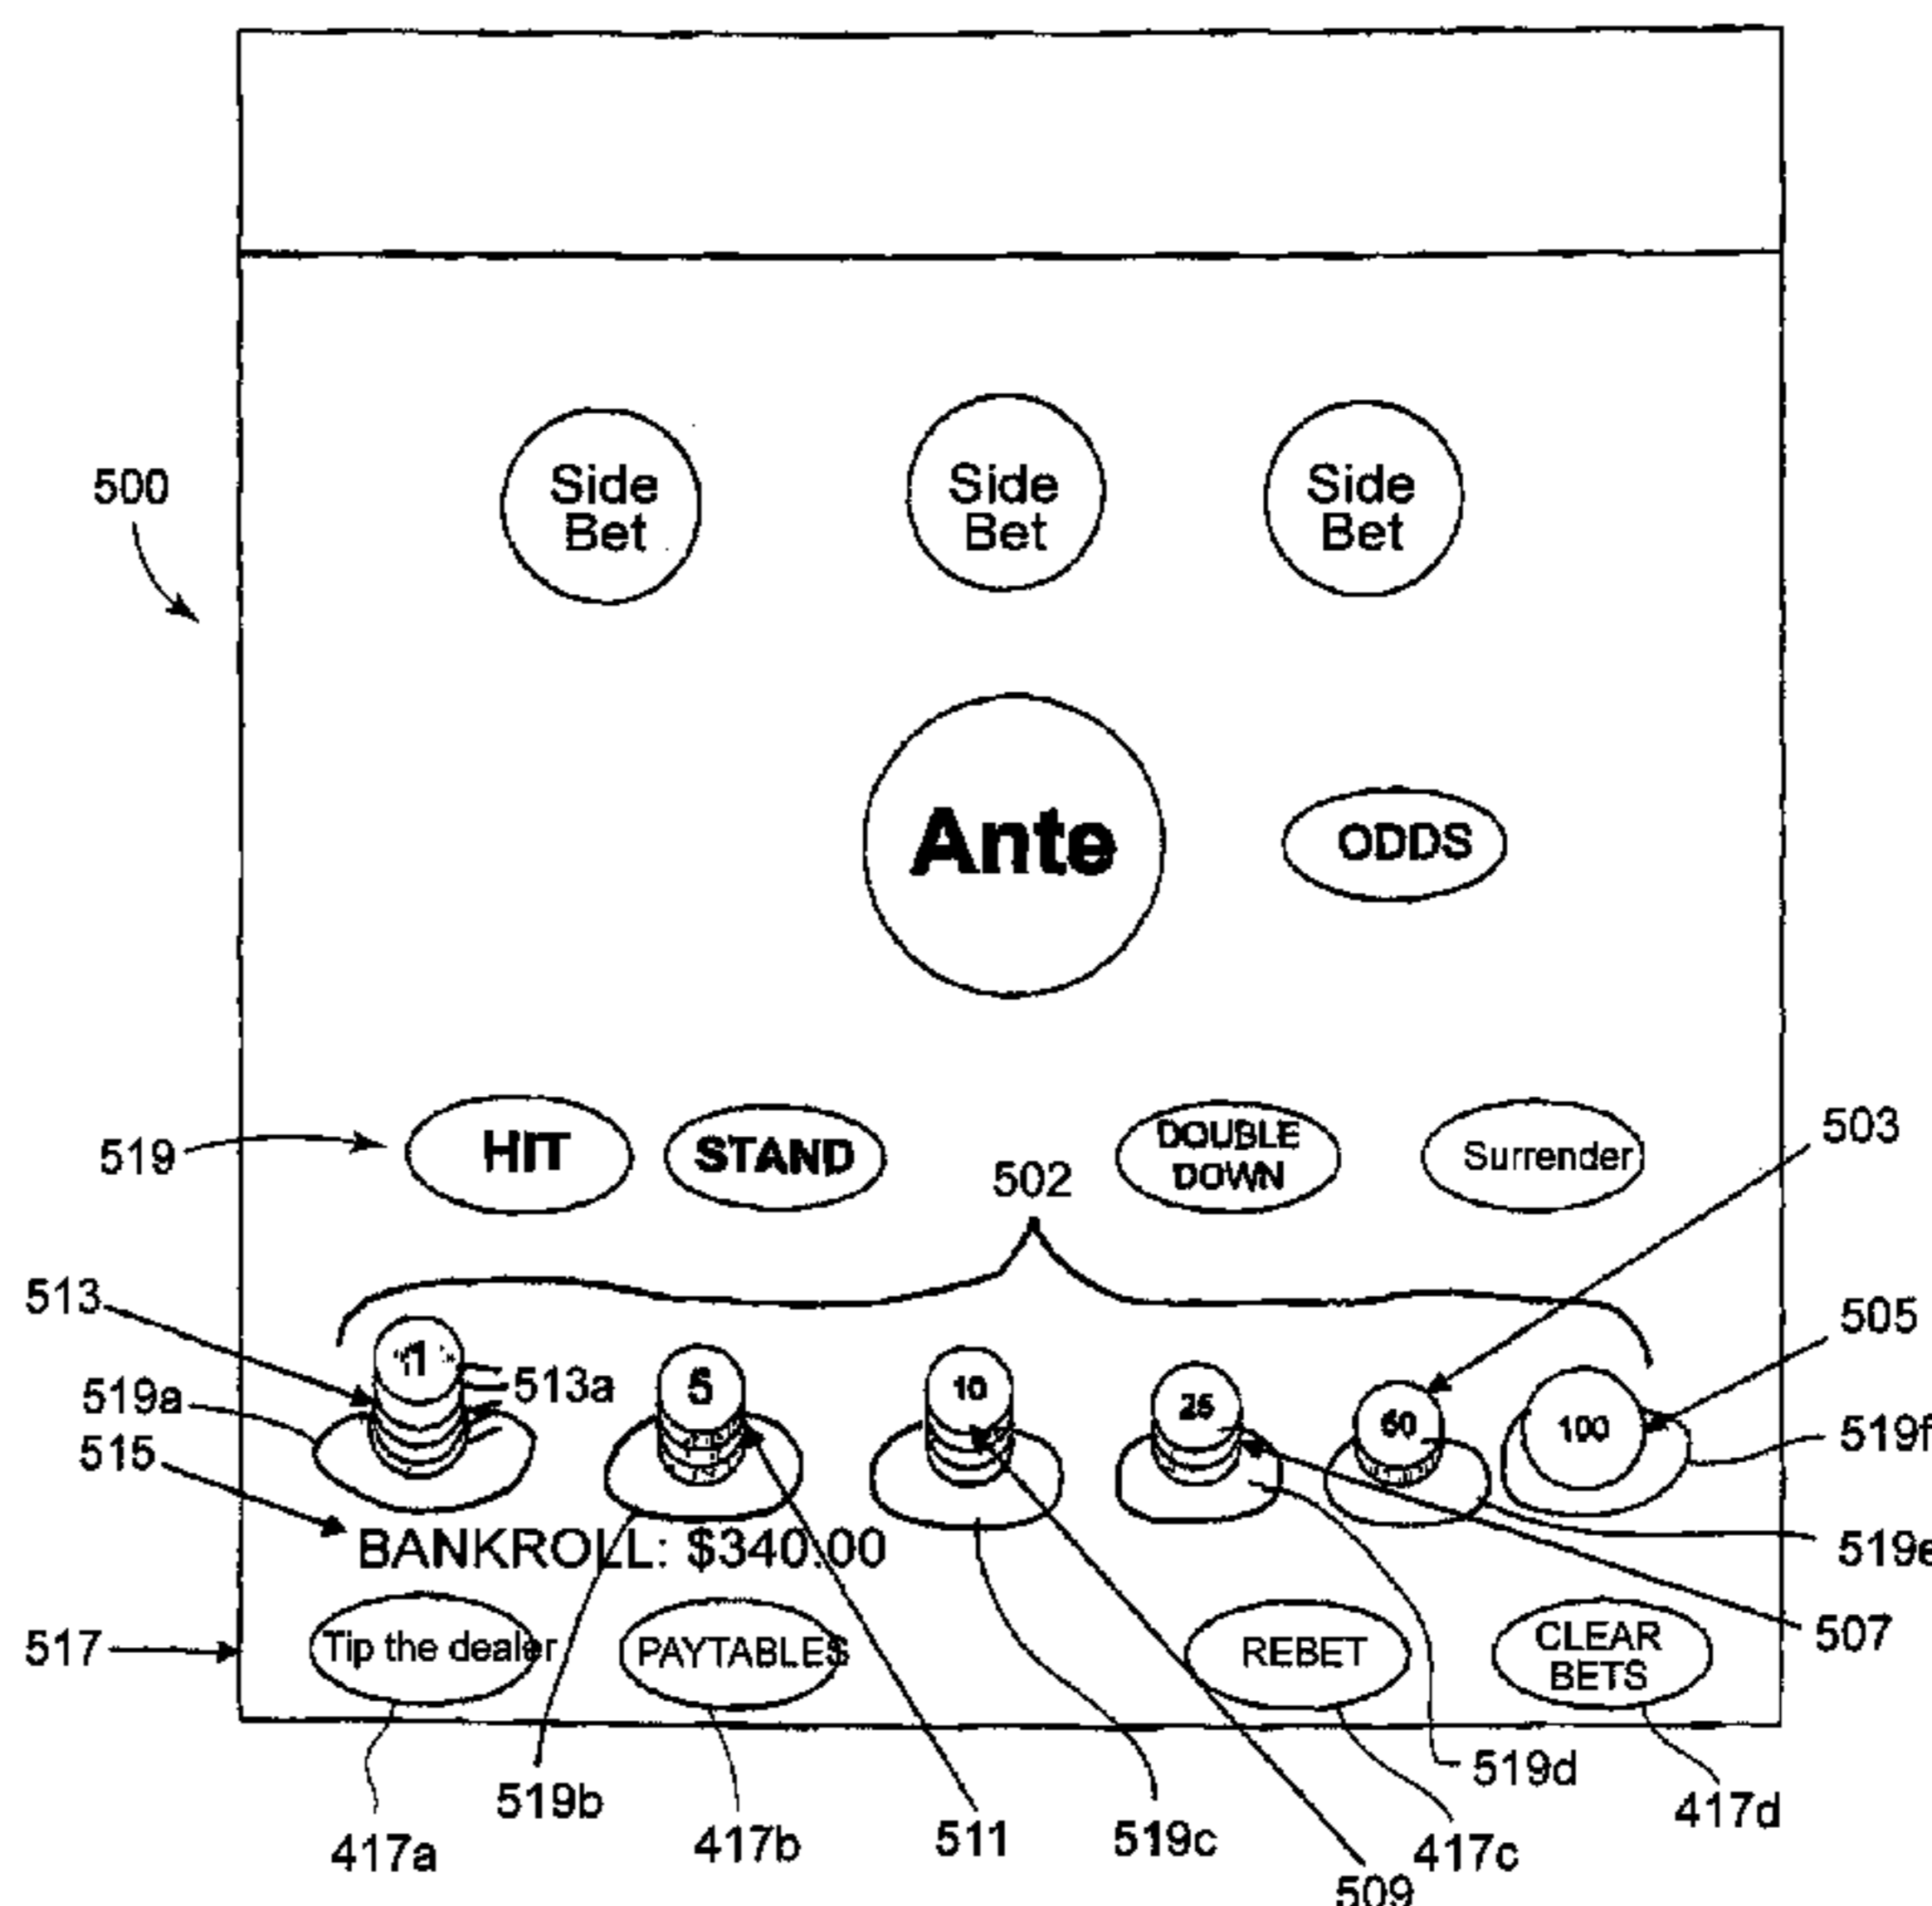 Side Side Side
Bet Bet Bet
500
Ante
ODDS
503
519
HIT
STAND
DOUBLE
DOWN
Surrender
502
513
505
1
5
10
25
50
100
513a
519a
519f
515
BANKROLL: $340.00
519e
517
Tip the dealer
PAYTABLES
REBET
CLEAR
BETS
507
519b
519d
417a
417b
511
519c
417c
417d
509